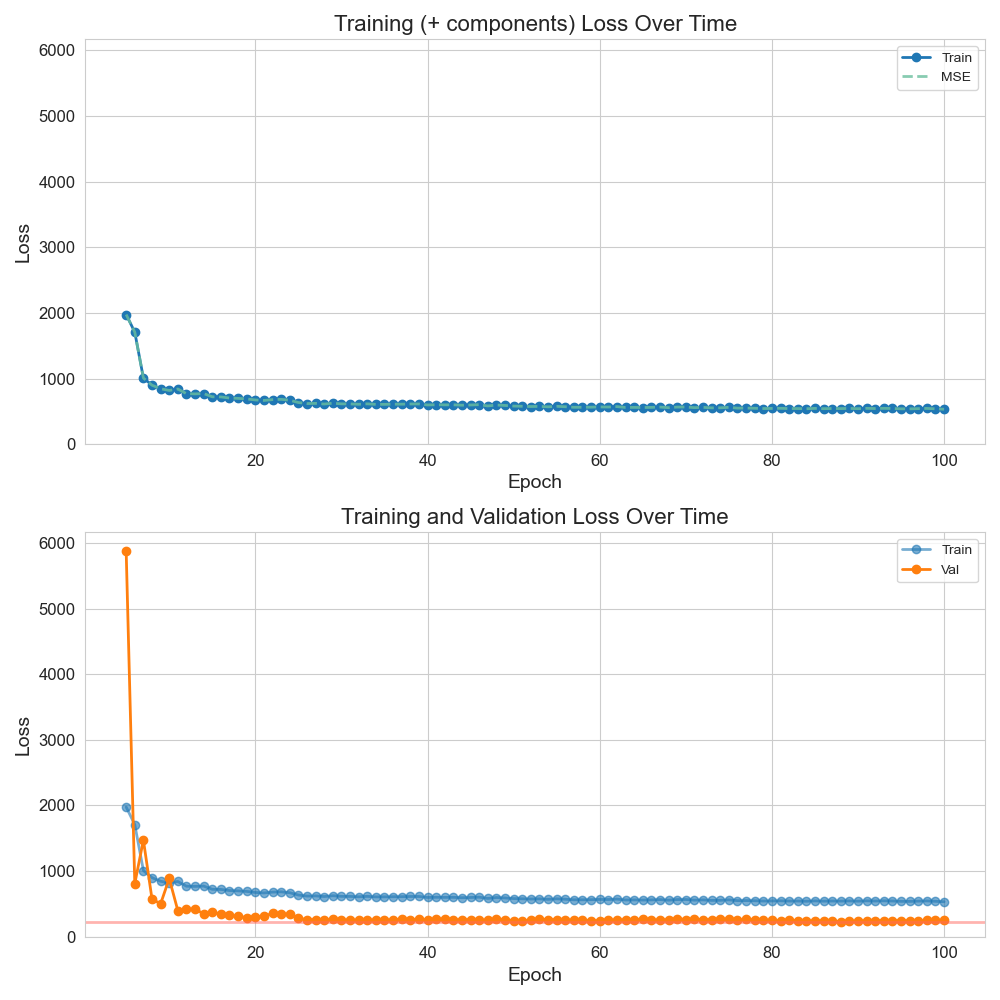 Training (+ components) Loss Over Time
Train
MSE
6000
5000
4000
3000
2000
1000
0
Loss
20 40 60 80 100
Epoch
Training and Validation Loss Over Time
Train
Val
6000
5000
4000
3000
2000
1000
0
Loss
20 40 60 80 100
Epoch